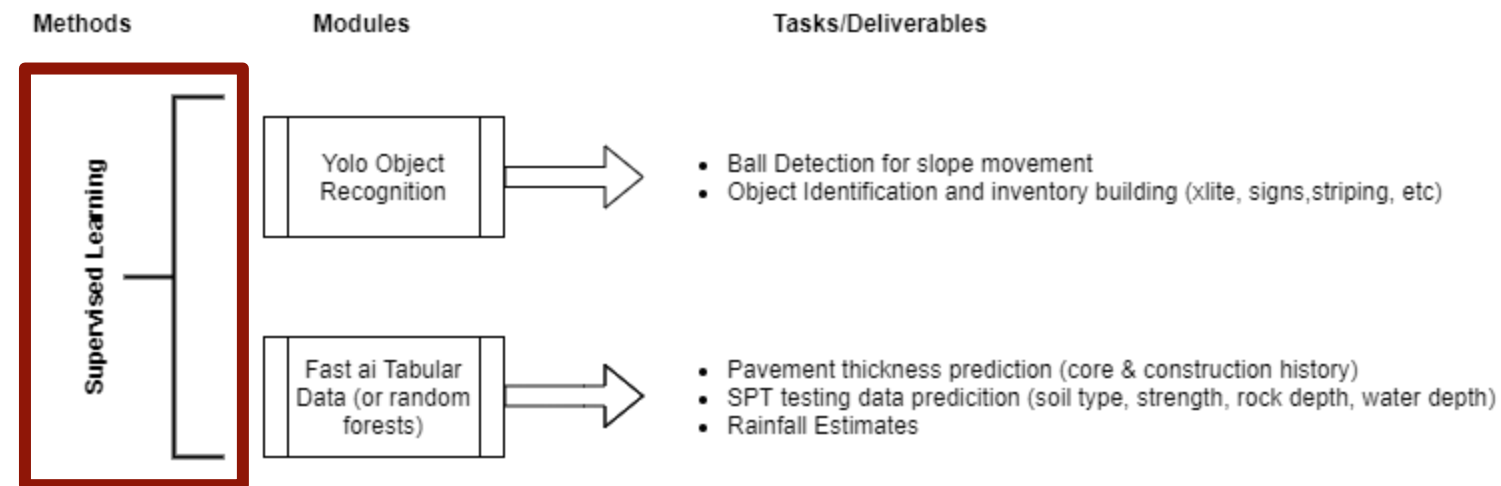 Methods Modules Tasks/Deliverables
Supervised Learning
Yolo Object
Recognition
• Ball Detection for slope movement
• Object Identification and inventory building (xlite, signs,striping, etc)
Fast ai Tabular
Data (or random
forests)
• Pavement thickness prediction (core & construction history)
• SPT testing data predicition (soil type, strength, rock depth, water depth)
• Rainfall Estimates